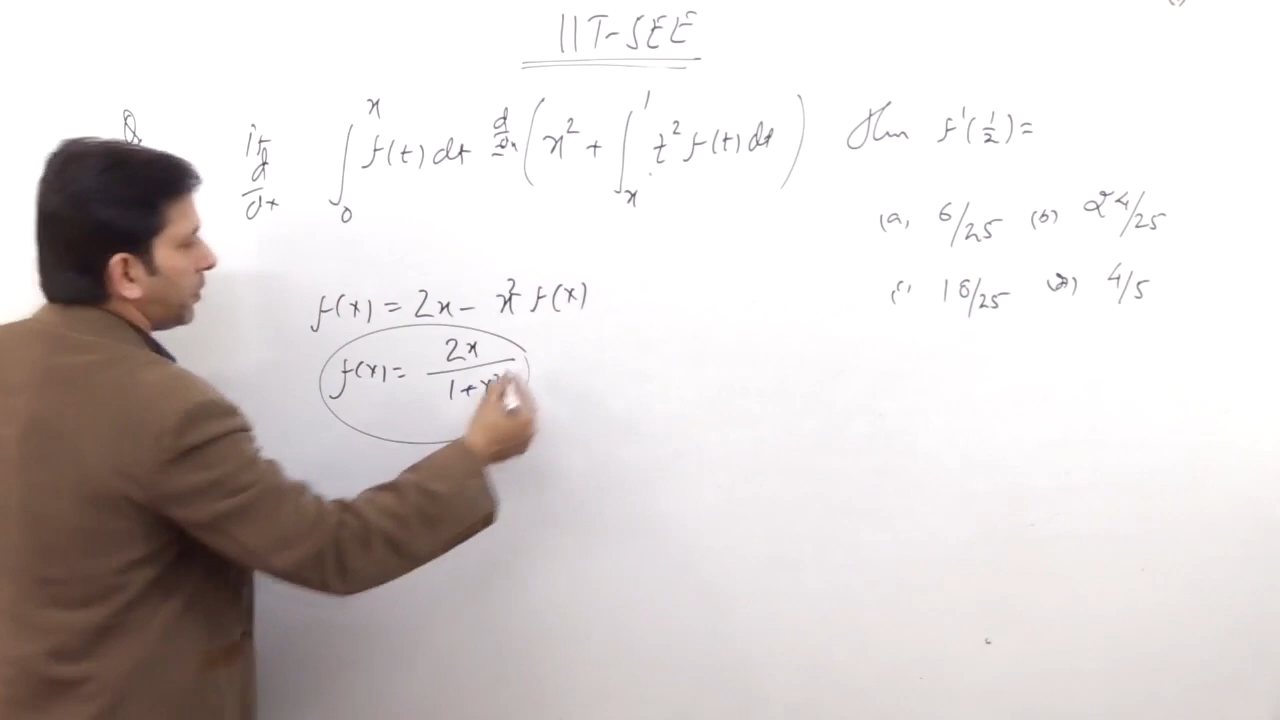 IIT-JEE
Q If d/dx ∫₀ˣ f(t) dt = d/dx (x² + ∫ₓ¹ t² f(t) dt) then f'(1/2) =
(a) 6/25 (b) 24/25
(c) 18/25 (d) 4/5
f(x) = 2x - x² f(x)
f(x) = 2x/1+x²